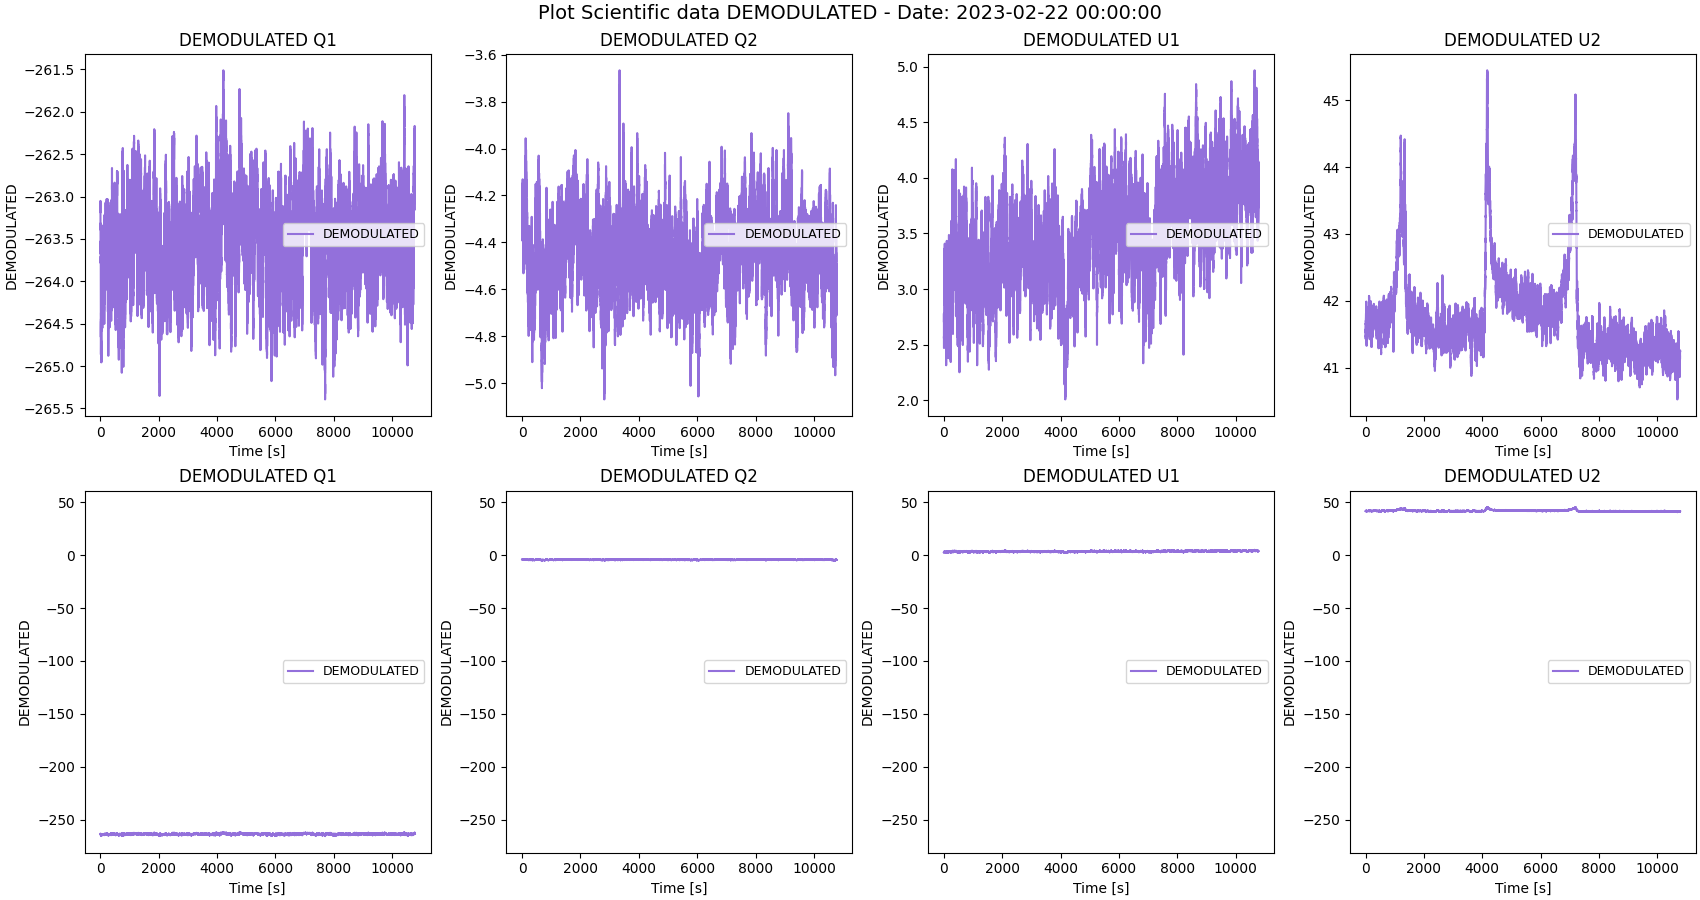 Plot Scientific data DEMODULATED - Date: 2023-02-22 00:00:00
DEMODULATED Q1
DEMODULATED
−261.5
−262.0
−262.5
−263.0
−263.5
−264.0
−264.5
−265.0
−265.5
DEMODULATED
0 2000 4000 6000 8000 10000
Time [s]
DEMODULATED Q2
DEMODULATED
−3.6
−3.8
−4.0
−4.2
−4.4
−4.6
−4.8
−5.0
DEMODULATED
0 2000 4000 6000 8000 10000
Time [s]
DEMODULATED U1
DEMODULATED
5.0
4.5
4.0
3.5
3.0
2.5
2.0
DEMODULATED
0 2000 4000 6000 8000 10000
Time [s]
DEMODULATED U2
DEMODULATED
45
44
43
42
41
DEMODULATED
0 2000 4000 6000 8000 10000
Time [s]
DEMODULATED Q1
DEMODULATED
50
0
−50
−100
−150
−200
−250
DEMODULATED
0 2000 4000 6000 8000 10000
Time [s]
DEMODULATED Q2
DEMODULATED
50
0
−50
−100
−150
−200
−250
DEMODULATED
0 2000 4000 6000 8000 10000
Time [s]
DEMODULATED U1
DEMODULATED
50
0
−50
−100
−150
−200
−250
DEMODULATED
0 2000 4000 6000 8000 10000
Time [s]
DEMODULATED U2
DEMODULATED
50
0
−50
−100
−150
−200
−250
DEMODULATED
0 2000 4000 6000 8000 10000
Time [s]